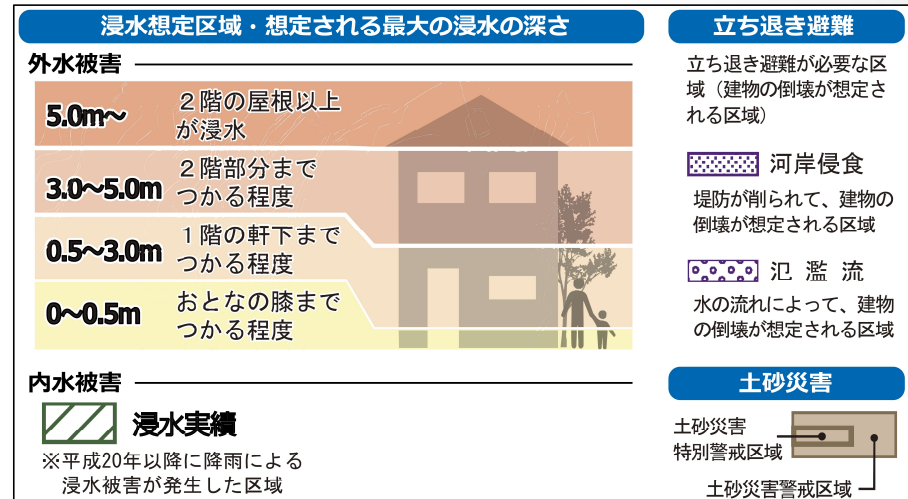 浸水想定区域・想定される最大の浸水の深さ
外水被害
5.0m～
２階の屋根以上
が浸水
3.0～5.0m
２階部分まで
つかる程度
0.5～3.0m
１階の軒下まで
つかる程度
0～0.5m
おとなの膝まで
つかる程度
内水被害
浸水実績
※平成20年以降に降雨による
浸水被害が発生した区域
立ち退き避難
立ち退き避難が必要な区
域（建物の倒壊が想定さ
れる区域）
河岸侵食
堤防が削られて、建物の
倒壊が想定される区域
氾濫流
水の流れによって、建物
の倒壊が想定される区域
土砂災害
土砂災害
特別警戒区域
土砂災害警戒区域